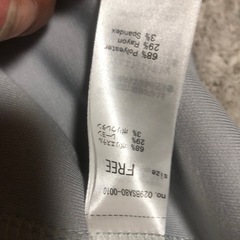 68% Polyester
29% Rayon
3% Spandex
68% ポリエステル
29% レーヨン
3% ポリウレタン
size
FREE
no. 029BSA80-0010